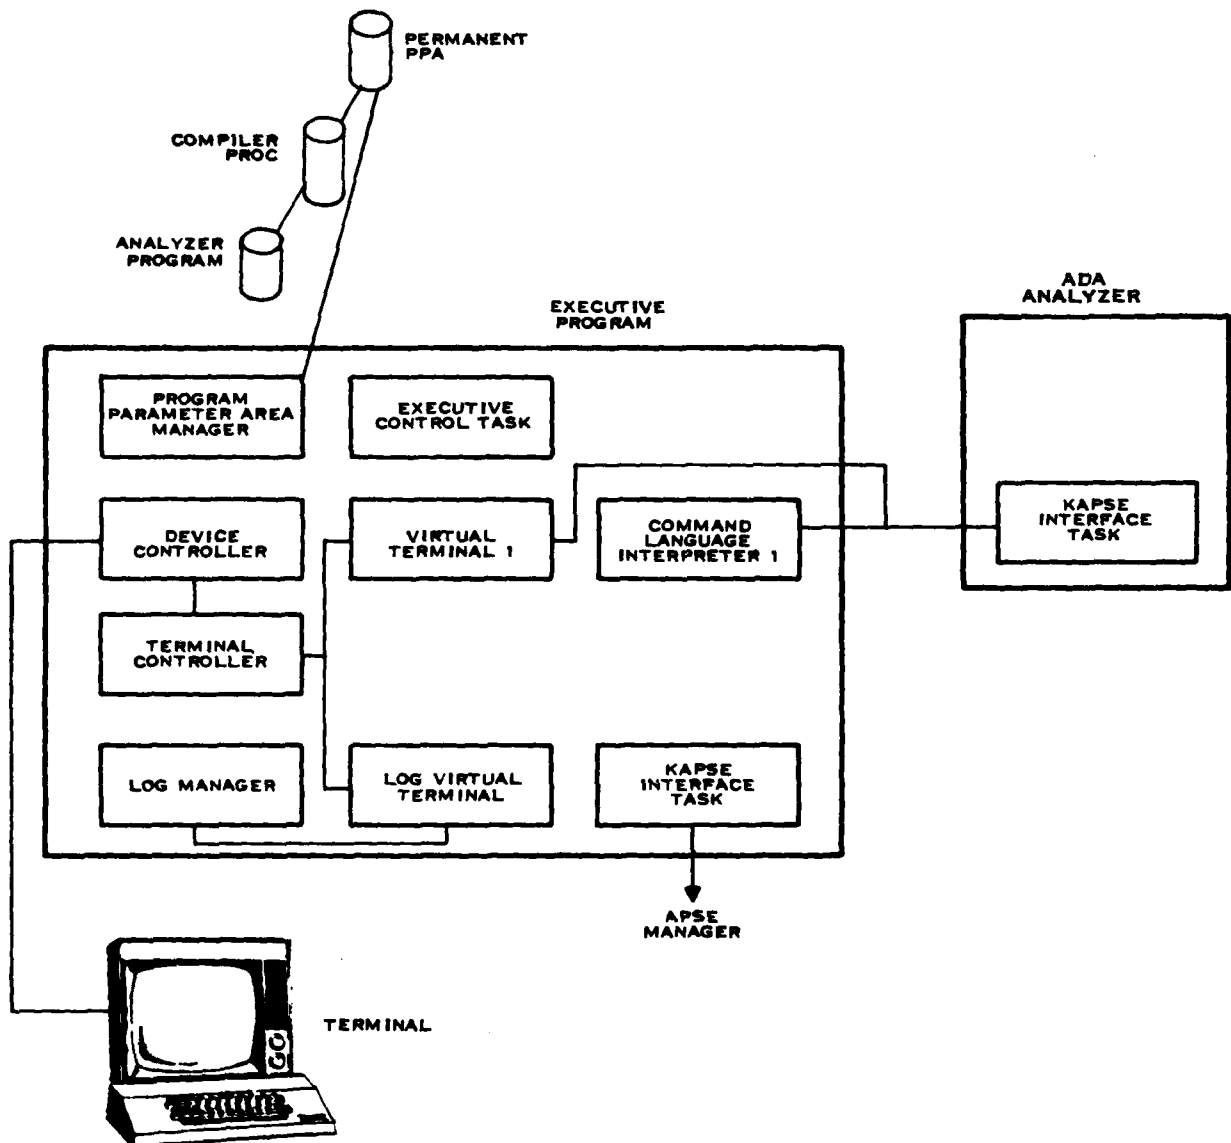 PERMANENT
PPA
COMPILER
PROC
ANALYZER
PROGRAM
ADA
ANALYZER
EXECUTIVE
PROGRAM
PROGRAM
PARAMETER AREA
MANAGER
EXECUTIVE
CONTROL TASK
DEVICE
CONTROLLER
VIRTUAL
TERMINAL 1
COMMAND
LANGUAGE
INTERPRETER 1
KAPSE
INTERFACE
TASK
TERMINAL
CONTROLLER
LOG MANAGER
LOG VIRTUAL
TERMINAL
KAPSE
INTERFACE
TASK
APSE
MANAGER
TERMINAL
GO